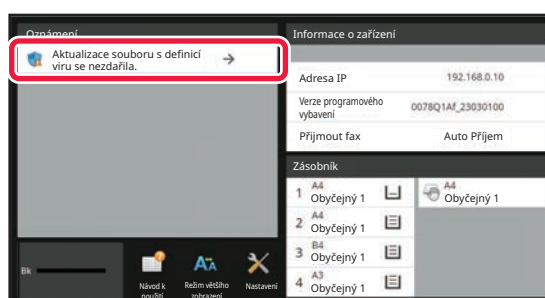 Oznámení
Aktualizace souboru s definicí
viru se nezdařila.
Informace o zařízení
Adresa IP
192.168.0.10
Verze programového
vybavení
0078Q1Af_23030100
Přijmout fax
Auto Příjem
Zásobník
1
A4
Obyčejný 1
A4
Obyčejný 1
2
A4
Obyčejný 1
3
B4
Obyčejný 1
4
A3
Obyčejný 1
Bk
Návod k
použití
Režim většího
zobrazení
Nastavení